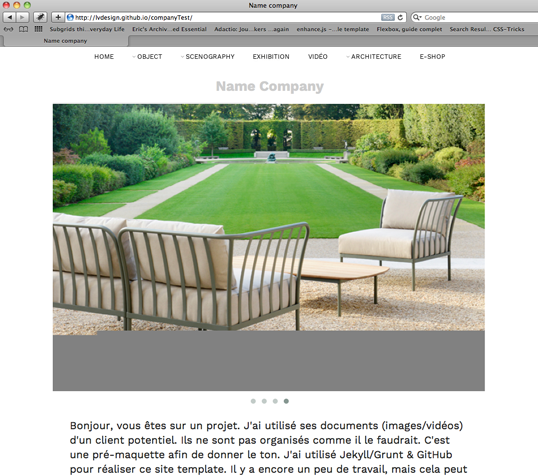 Name company
http://lvdesign.github.io/companyTest/
RSS
Google
Subgrids thi...veryday Life
Eric's Archiv...ed Essential
Adactio: Jou...kers ...again
enhance.js – ...le template
Flexbox, guide complet
Search Resul... CSS-Tricks
Name company
HOME
- OBJECT
- SCENOGRAPHY
EXHIBITION
VIDÉO
- ARCHITECTURE
E-SHOP
Name Company
Bonjour, vous êtes sur un projet. J'ai utilisé ses documents (images/vidéos)
d'un client potentiel. Ils ne sont pas organisés comme il le faudrait. C'est
une pré-maquette afin de donner le ton. J'ai utilisé Jekyll/Grunt & GitHub
pour réaliser ce site template. Il y a encore un peu de travail, mais cela peut